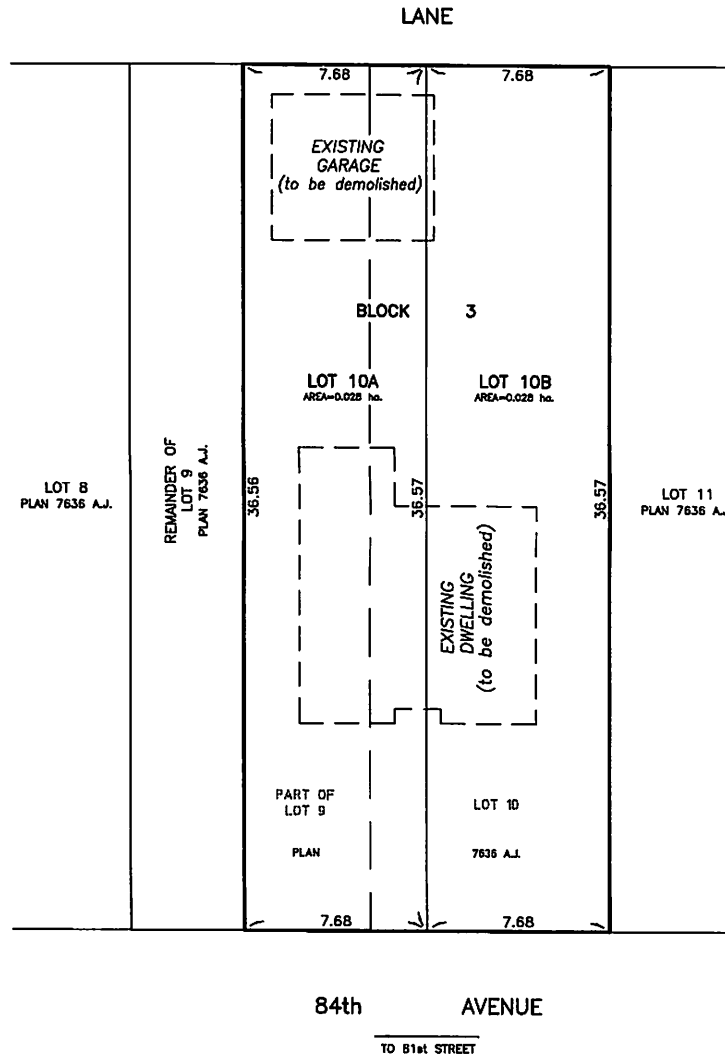 LANE
7.68 7.68
EXISTING
GARAGE
(to be demolished)
BLOCK 3
LOT 10A
AREA=0.028 ha.
LOT 10B
AREA=0.028 ha.
LOT 8
PLAN 7636 A.J.
REMAINDER OF
LOT 9
PLAN 7636 A.J.
36.56
36.57
36.57
LOT 11
PLAN 7636 A.J.
EXISTING
DWELLING
(to be demolished)
PART OF
LOT 9
LOT 10
PLAN
7636 A.J.
7.68 7.68
84th AVENUE
TO 81st STREET